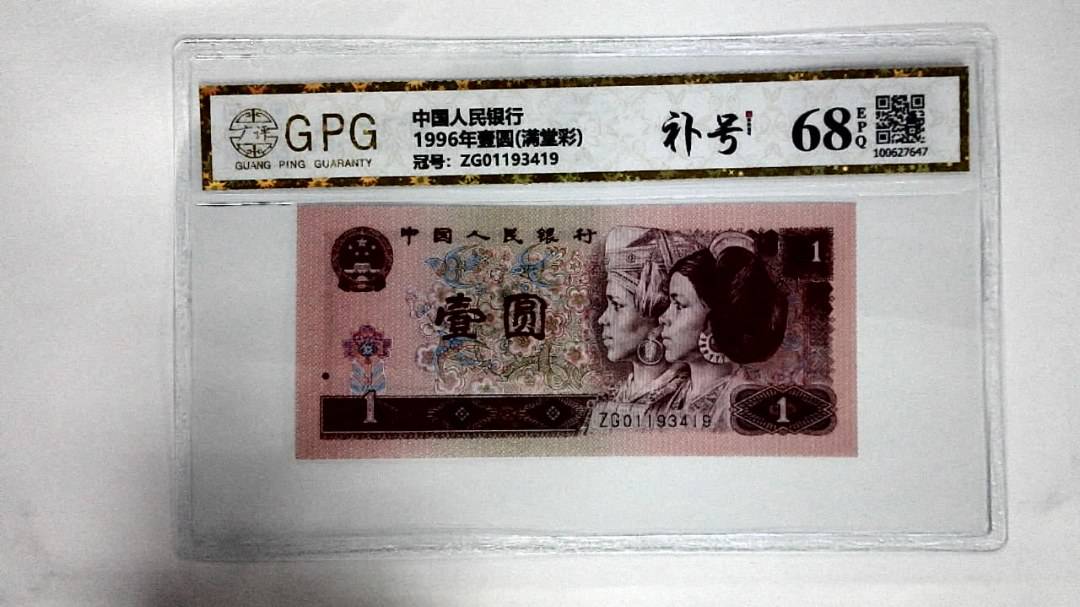 广评
GPG
GUANG PING GUARANTY
中国人民银行
1996年壹圆(满堂彩)
冠号: ZG01193419
补号
68
EPQ
100627647
中国人民银行
1
壹圆
1
ZG01193419
1